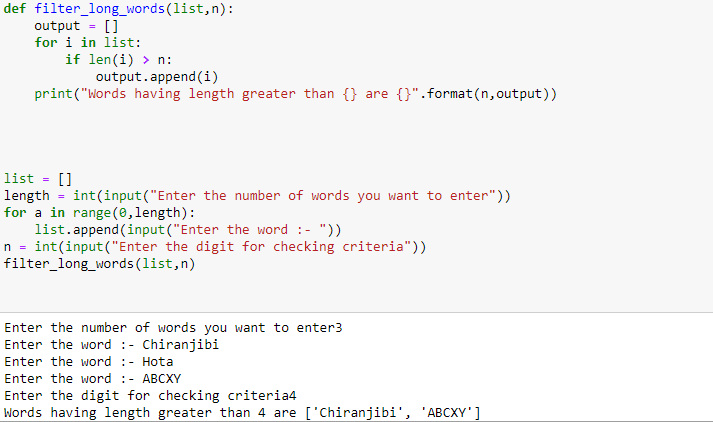 def filter_long_words(list,n):
    output = []
    for i in list:
        if len(i) > n:
            output.append(i)
    print("Words having length greater than {} are {}".format(n,output))
list = []
length = int(input("Enter the number of words you want to enter"))
for a in range(0,length):
    list.append(input("Enter the word :- "))
n = int(input("Enter the digit for checking criteria"))
filter_long_words(list,n)
Enter the number of words you want to enter3
Enter the word :- Chiranjibi
Enter the word :- Hota
Enter the word :- ABCXY
Enter the digit for checking criteria4
Words having length greater than 4 are ['Chiranjibi', 'ABCXY']